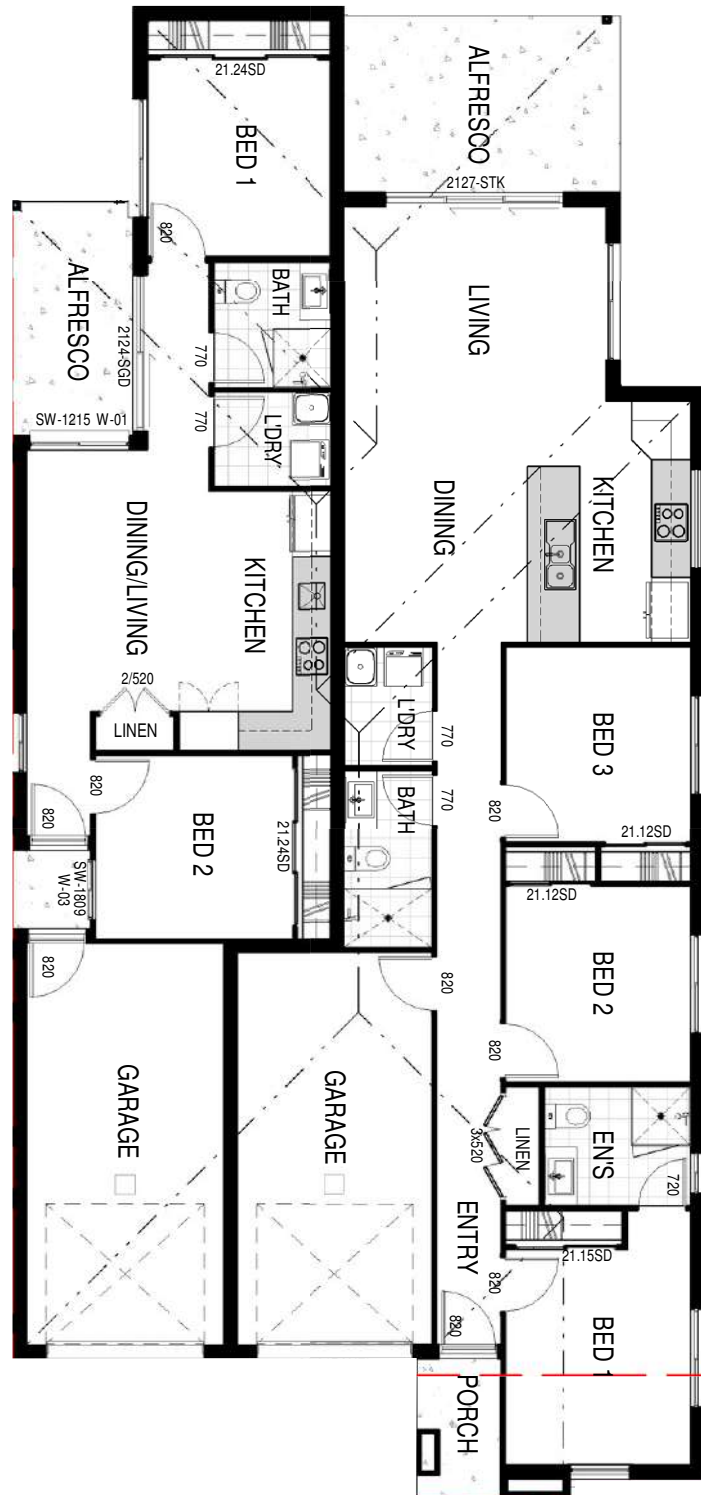 21.24SD
BED 1
820
ALFRESCO
2127-STK
ALFRESCO
2124-SGD
SW-1215 W-01
BATH
770
770
L'DRY
LIVING
DINING
KITCHEN
DINING/LIVING
KITCHEN
2/520
LINEN
L'DRY
770
BED 3
820
21.12SD
820
820
BED 2
21.24SD
BATH
770
SW-1809
W-03
21.12SD
BED 2
820
820
820
GARAGE
GARAGE
3x520
LINEN
EN'S
720
ENTRY
21.15SD
820
820
BED 1
PORCH